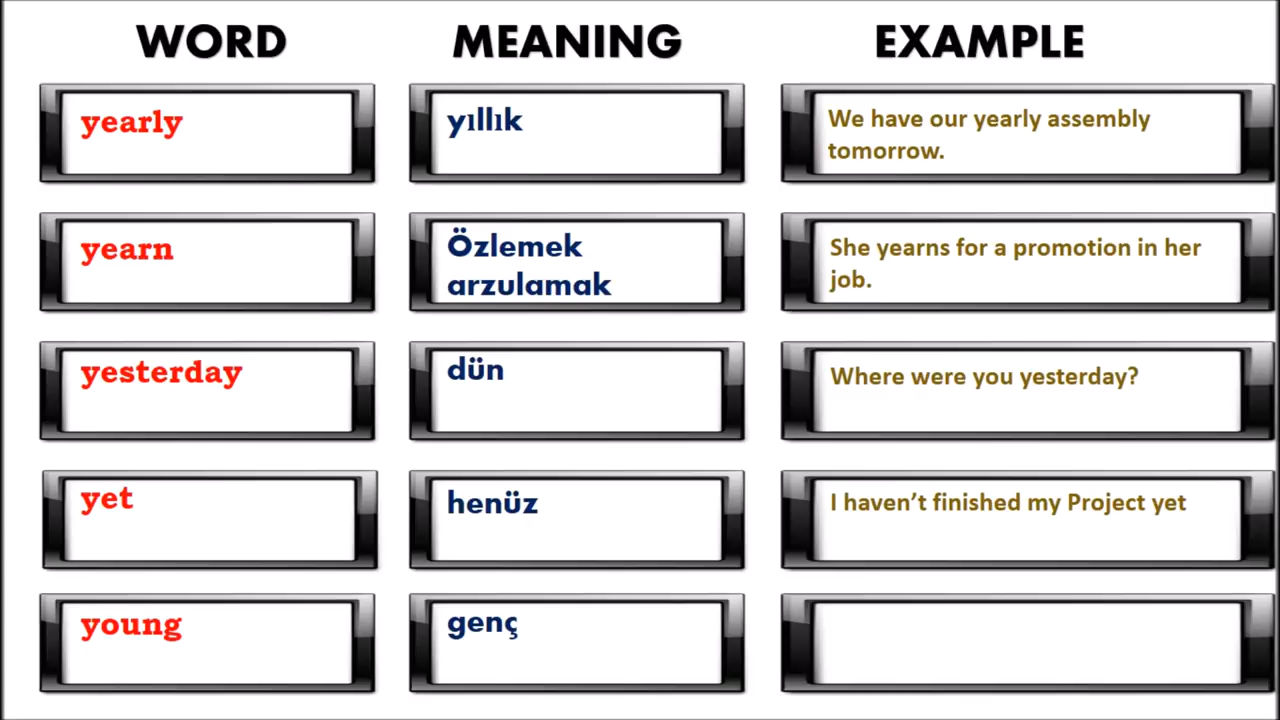 WORD MEANING EXAMPLE
yearly
yıllık
We have our yearly assembly
tomorrow.
yearn
Özlemek
arzulamak
She yearns for a promotion in her
job.
yesterday
dün
Where were you yesterday?
yet
henüz
I haven’t finished my Project yet
young
genç